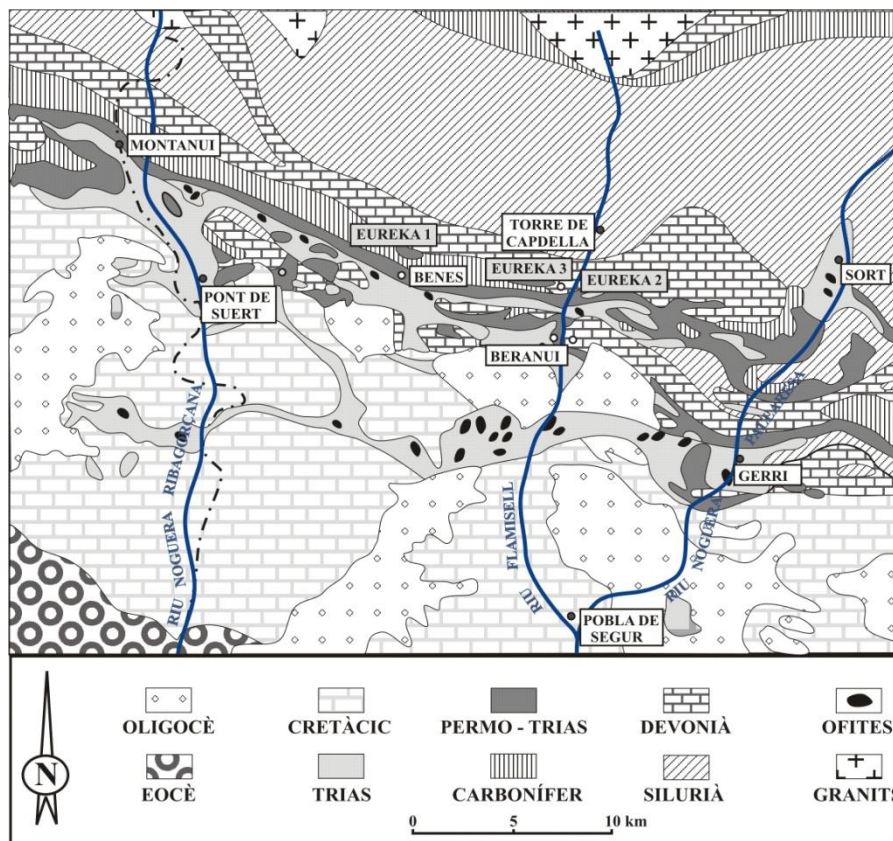 MONTANUI
EUREKA 1
TORRE DE
CAPDELLA
EUREKA 3
EUREKA 2
BENES
SORT
PONT DE
SUERT
BERANUI
GERRI
POBLA DE
SEGUR
RIU NOGUERA RIBAGORÇANA
RIU FLAMISELL
RIU NOGUERA PALLARESA
N
OLIGOCÈ
CRETÀCIC
PERMO - TRIAS
DEVONIÀ
OFITES
EOCÈ
TRIAS
CARBONÍFER
SILURIÀ
GRANITS
0 5 10 km